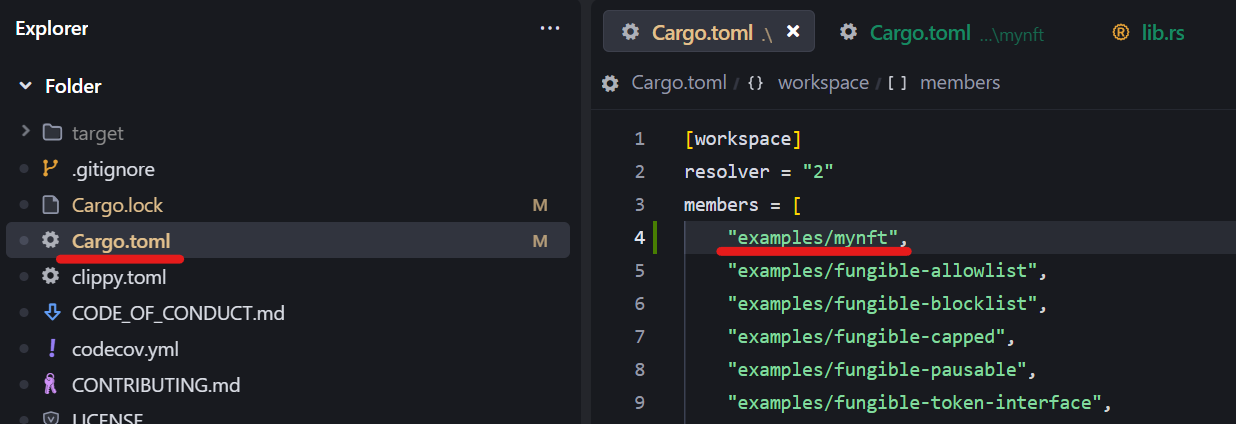 Explorer ...
Folder
target
.gitignore
Cargo.lock M
Cargo.toml M
clippy.toml
CODE_OF_CONDUCT.md
codecov.yml
CONTRIBUTING.md
LICENSE
Cargo.toml .\ Cargo.toml ...\mynft lib.rs
Cargo.toml / {} workspace / [ ] members
1 [workspace]
2 resolver = "2"
3 members = [
4 "examples/mynft",
5 "examples/fungible-allowlist",
6 "examples/fungible-blocklist",
7 "examples/fungible-capped",
8 "examples/fungible-pausable",
9 "examples/fungible-token-interface",